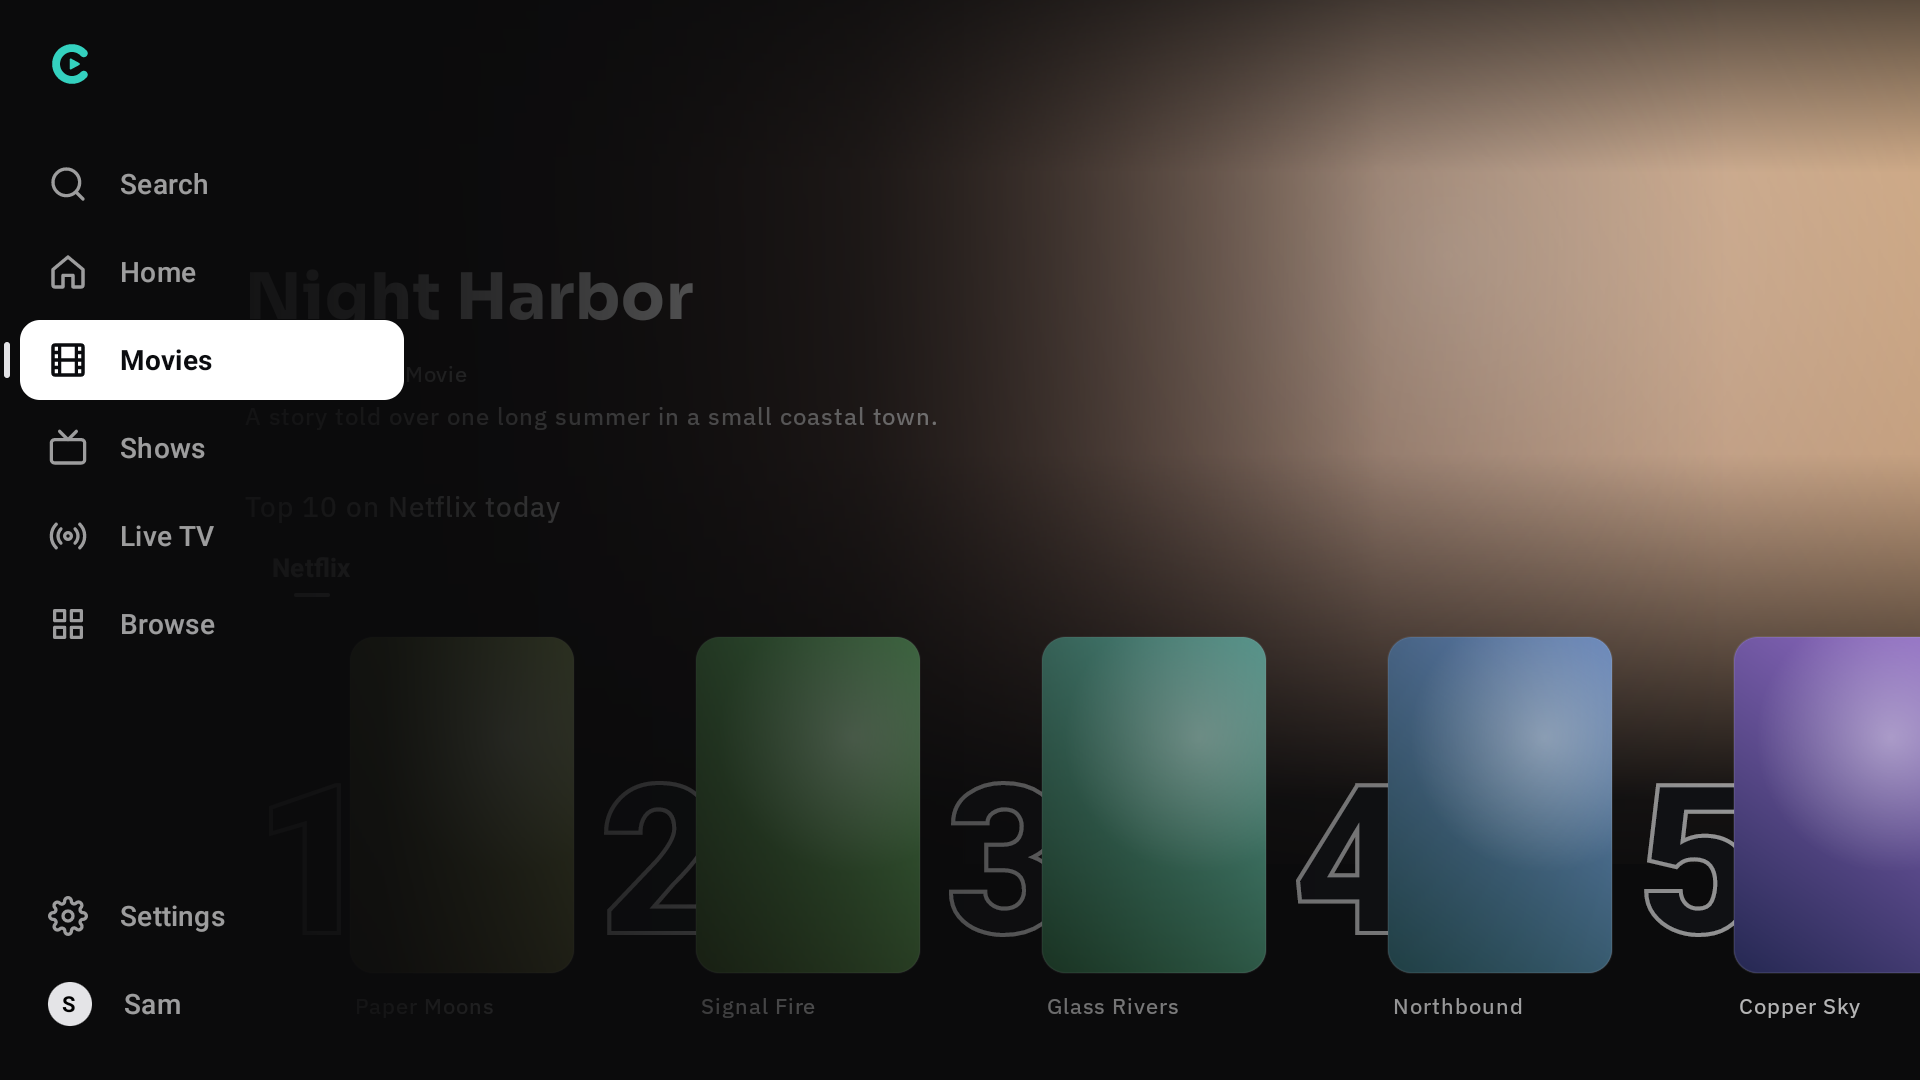 Search
Home
Movies
Shows
Live TV
Browse
Settings
S
Sam
Night Harbor
Movie
A story told over one long summer in a small coastal town.
Top 10 on Netflix today
Netflix
1
2
3
4
5
Paper Moons
Signal Fire
Glass Rivers
Northbound
Copper Sky